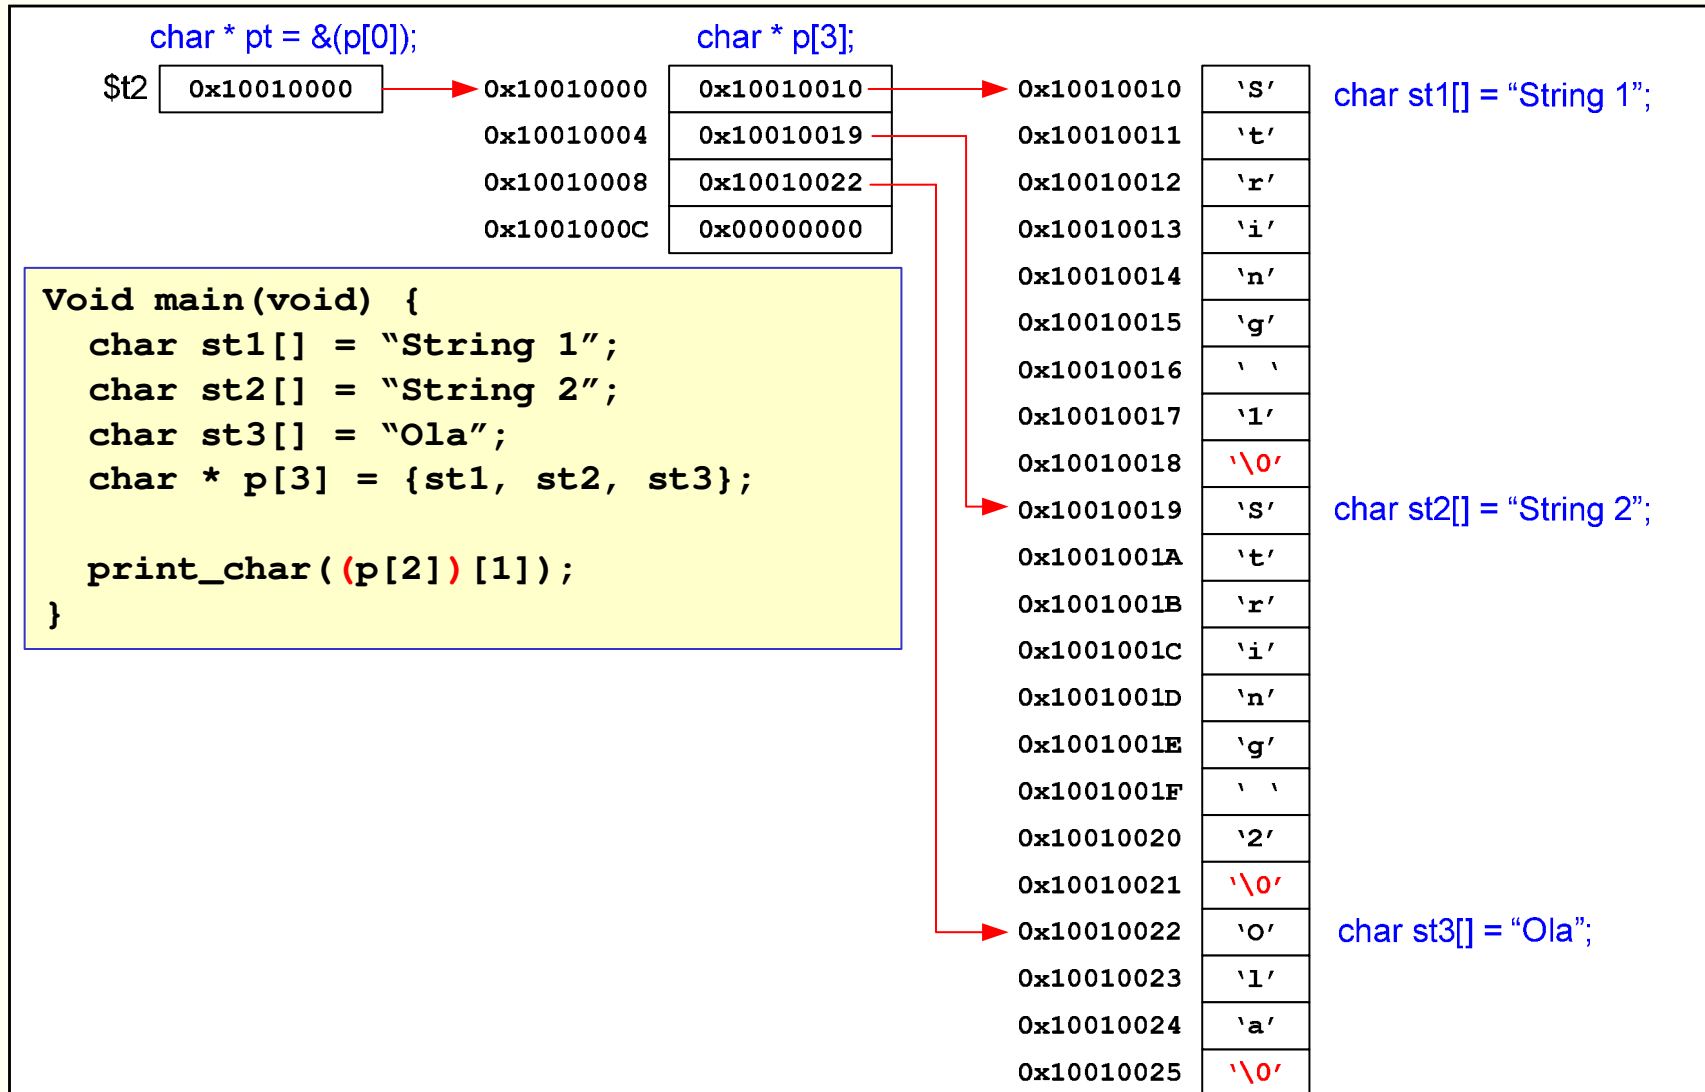 char * pt = &(p[0]);
char * p[3];
$t2 0x10010000 0x10010000 0x10010010 0x10010010 ‘S’ char st1[] = “String 1”;
0x10010004 0x10010019 0x10010011 ‘t’
0x10010008 0x10010022 0x10010012 ‘r’
0x1001000C 0x00000000 0x10010013 ‘i’
0x10010014 ‘n’
0x10010015 ‘g’
0x10010016 ‘ ‘
0x10010017 ‘1’
0x10010018 ‘\0’
0x10010019 ‘S’ char st2[] = “String 2”;
0x1001001A ‘t’
0x1001001B ‘r’
0x1001001C ‘i’
0x1001001D ‘n’
0x1001001E ‘g’
0x1001001F ‘ ‘
0x10010020 ‘2’
0x10010021 ‘\0’
0x10010022 ‘O’ char st3[] = “Ola”;
0x10010023 ‘l’
0x10010024 ‘a’
0x10010025 ‘\0’
Void main(void) {
char st1[] = “String 1”;
char st2[] = “String 2”;
char st3[] = “Ola”;
char * p[3] = {st1, st2, st3};
print_char((p[2])[1]);
}